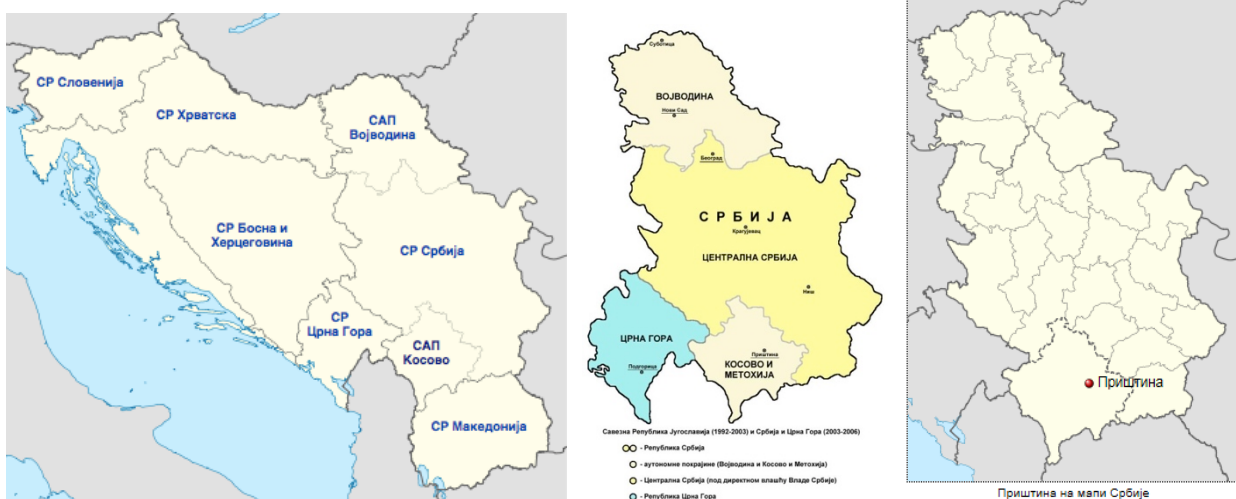 СР Словенија
СР Хрватска
САП
Војводина
СР Босна и
Херцеговина
СР Србија
СР
Црна Гора
САП
Косово
СР Македонија
Суботица
ВОЈВОДИНА
Нови Сад
Београд
СРБИЈА
Крагујевац
ЦЕНТРАЛНА СРБИЈА
Ниш
ЦРНА ГОРА
Подгорица
Приштина
КОСОВО И
МЕТОХИЈА
Савезна Република Југославија (1992-2003) и Србија и Црна Гора (2003-2006)
- Република Србија
- аутономне покрајине (Војводина и Косово и Метохија)
- Централна Србија (под директном влашћу Владе Србије)
- Република Црна Гора
Приштина
Приштина на мапи Србије